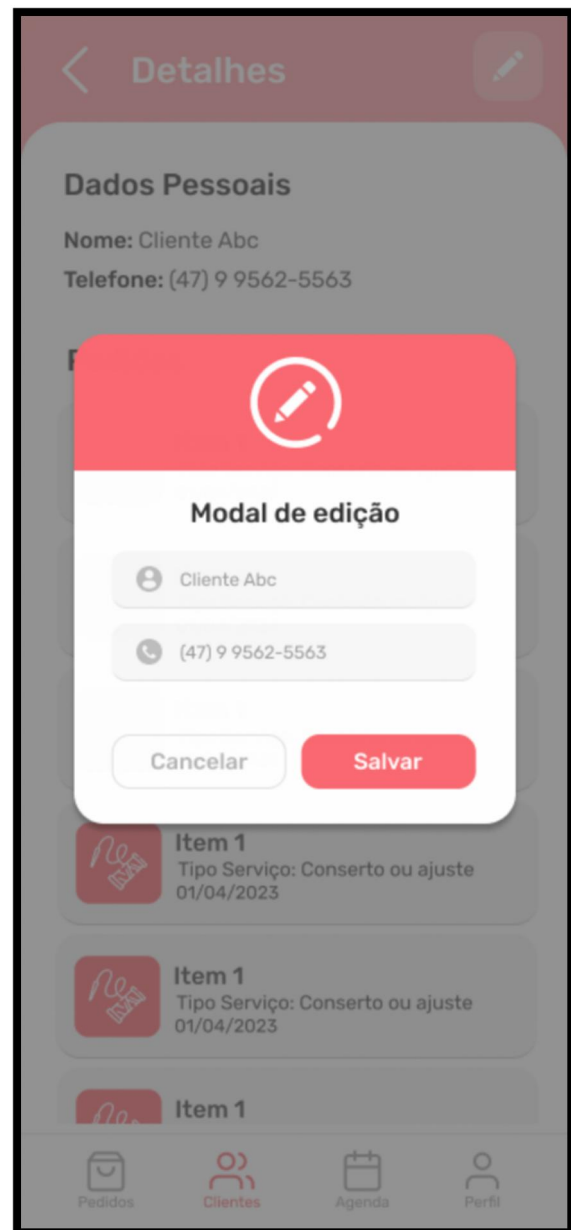 Detalhes
Dados Pessoais
Nome: Cliente Abc
Telefone: (47) 9 9562-5563
Modal de edição
Cliente Abc
(47) 9 9562-5563
Cancelar
Salvar
Item 1
Tipo Serviço: Conserto ou ajuste
01/04/2023
Item 1
Tipo Serviço: Conserto ou ajuste
01/04/2023
Item 1
Pedidos
Clientes
Agenda
Perfil